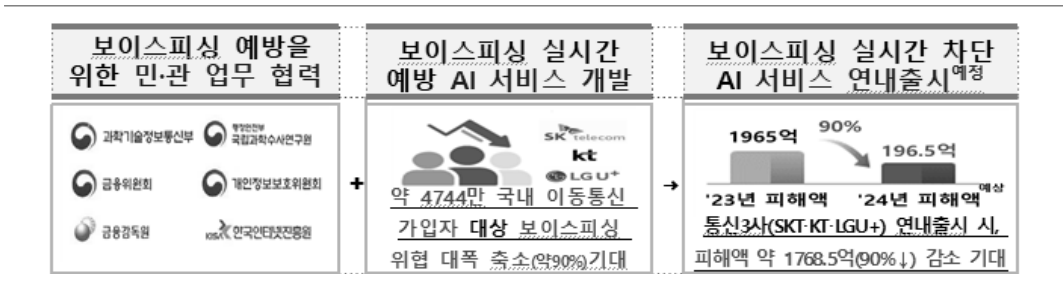 보이스피싱 예방을
위한 민·관 업무 협력
과학기술정보통신부
행정안전부
국립과학수사연구원
금융위원회
개인정보보호위원회
금융감독원
KISA 한국인터넷진흥원
+
보이스피싱 실시간
예방 AI 서비스 개발
SK telecom
kt
LG U+
약 4744만 국내 이동통신
가입자 대상 보이스피싱
위협 대폭 축소(약90%)기대
→
보이스피싱 실시간 차단
AI 서비스 연내출시예정
1965억
90%
196.5억
'23년 피해액
'24년 피해액예상
통신3사(SKT·KT·LGU+) 연내출시 시,
피해액 약 1768.5억(90%↓) 감소 기대